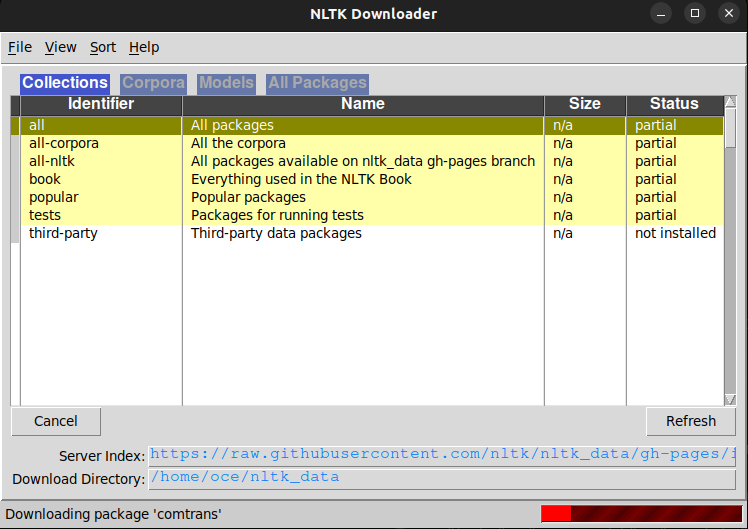 NLTK Downloader
File View Sort Help
Collections Corpora Models All Packages
Identifier Name Size Status
all All packages n/a partial
all-corpora All the corpora n/a partial
all-nltk All packages available on nltk_data gh-pages branch n/a partial
book Everything used in the NLTK Book n/a partial
popular Popular packages n/a partial
tests Packages for running tests n/a partial
third-party Third-party data packages n/a not installed
Cancel Refresh
Server Index: https://raw.githubusercontent.com/nltk/nltk_data/gh-pages/i
Download Directory: /home/oce/nltk_data
Downloading package 'comtrans'